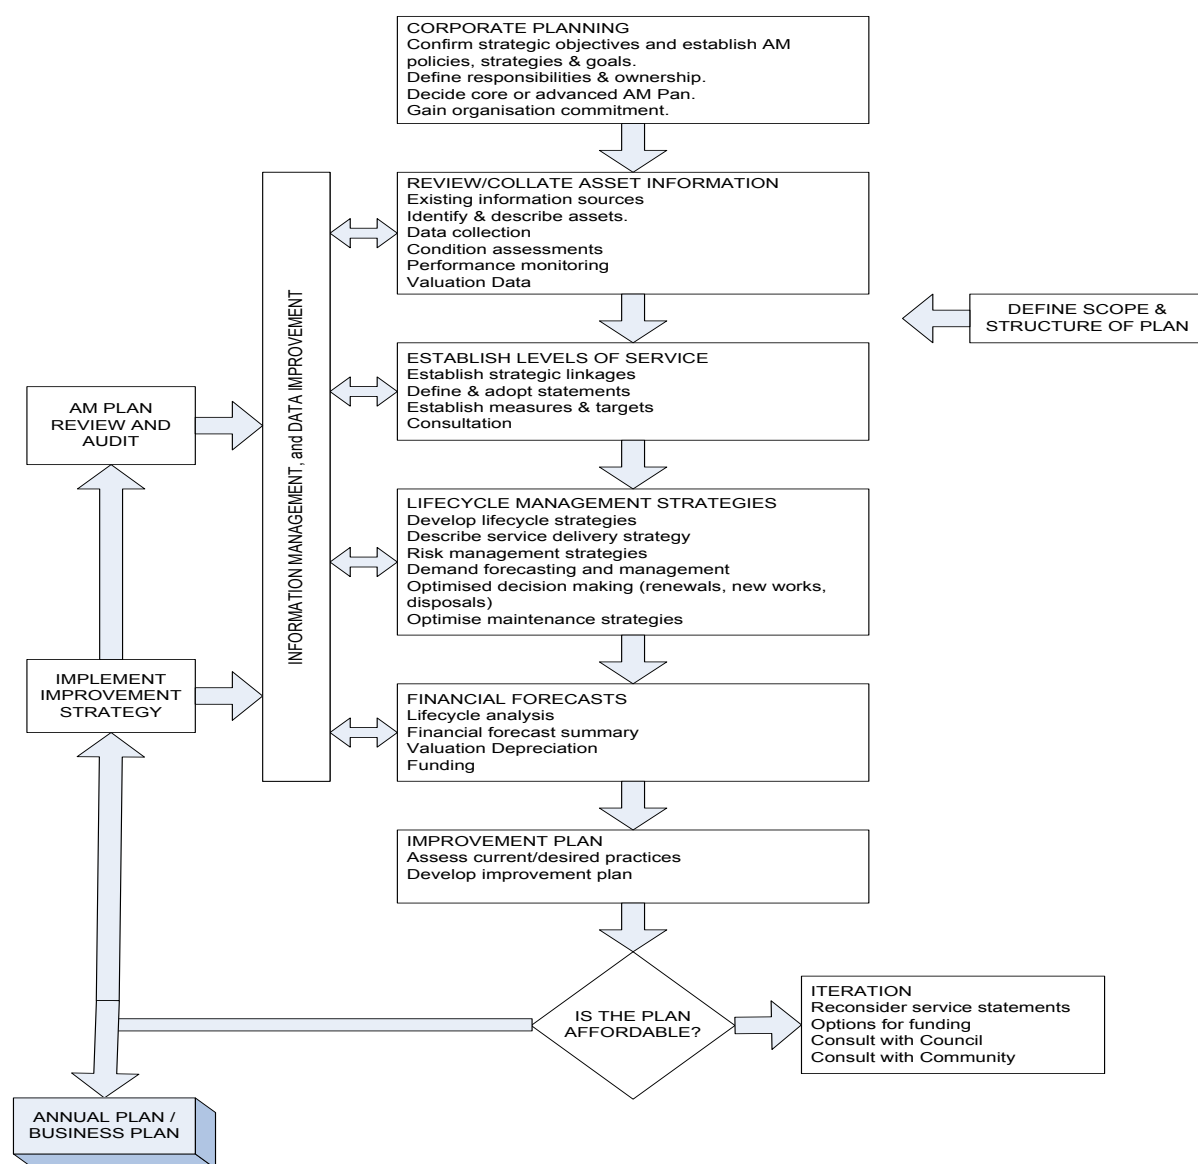 CORPORATE PLANNING
Confirm strategic objectives and establish AM
policies, strategies & goals.
Define responsibilities & ownership.
Decide core or advanced AM Pan.
Gain organisation commitment.
REVIEW/COLLATE ASSET INFORMATION
Existing information sources
Identify & describe assets.
Data collection
Condition assessments
Performance monitoring
Valuation Data
DEFINE SCOPE &
STRUCTURE OF PLAN
INFORMATION MANAGEMENT, and DATA IMPROVEMENT
ESTABLISH LEVELS OF SERVICE
Establish strategic linkages
Define & adopt statements
Establish measures & targets
Consultation
AM PLAN
REVIEW AND
AUDIT
LIFECYCLE MANAGEMENT STRATEGIES
Develop lifecycle strategies
Describe service delivery strategy
Risk management strategies
Demand forecasting and management
Optimised decision making (renewals, new works,
disposals)
Optimise maintenance strategies
IMPLEMENT
IMPROVEMENT
STRATEGY
FINANCIAL FORECASTS
Lifecycle analysis
Financial forecast summary
Valuation Depreciation
Funding
IMPROVEMENT PLAN
Assess current/desired practices
Develop improvement plan
IS THE PLAN
AFFORDABLE?
ITERATION
Reconsider service statements
Options for funding
Consult with Council
Consult with Community
ANNUAL PLAN /
BUSINESS PLAN